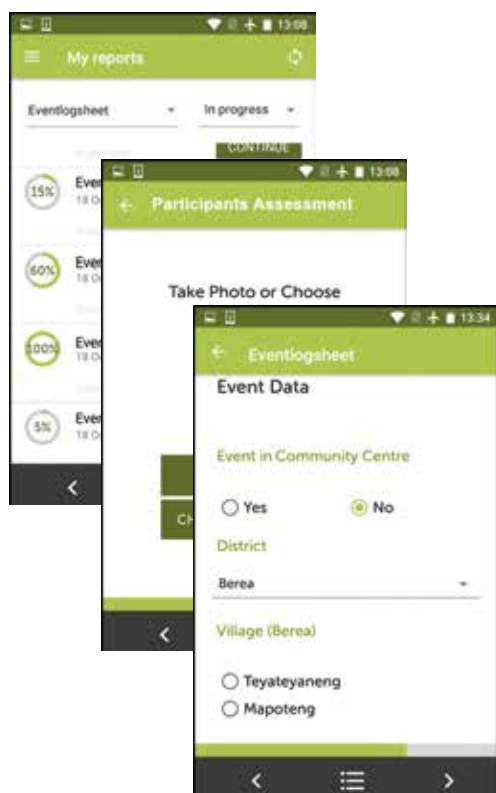 13:08
My reports
Eventlogsheet In progress
CONTINUE
15% Even
18 O
60% Even
18 O
100% Even
18 O
5% Even
18 O
13:08
Participants Assessment
Take Photo or Choose
CH
13:34
Eventlogsheet
Event Data
Event in Community Centre
Yes No
District
Berea
Village (Berea)
Teyateyaneng
Mapoteng